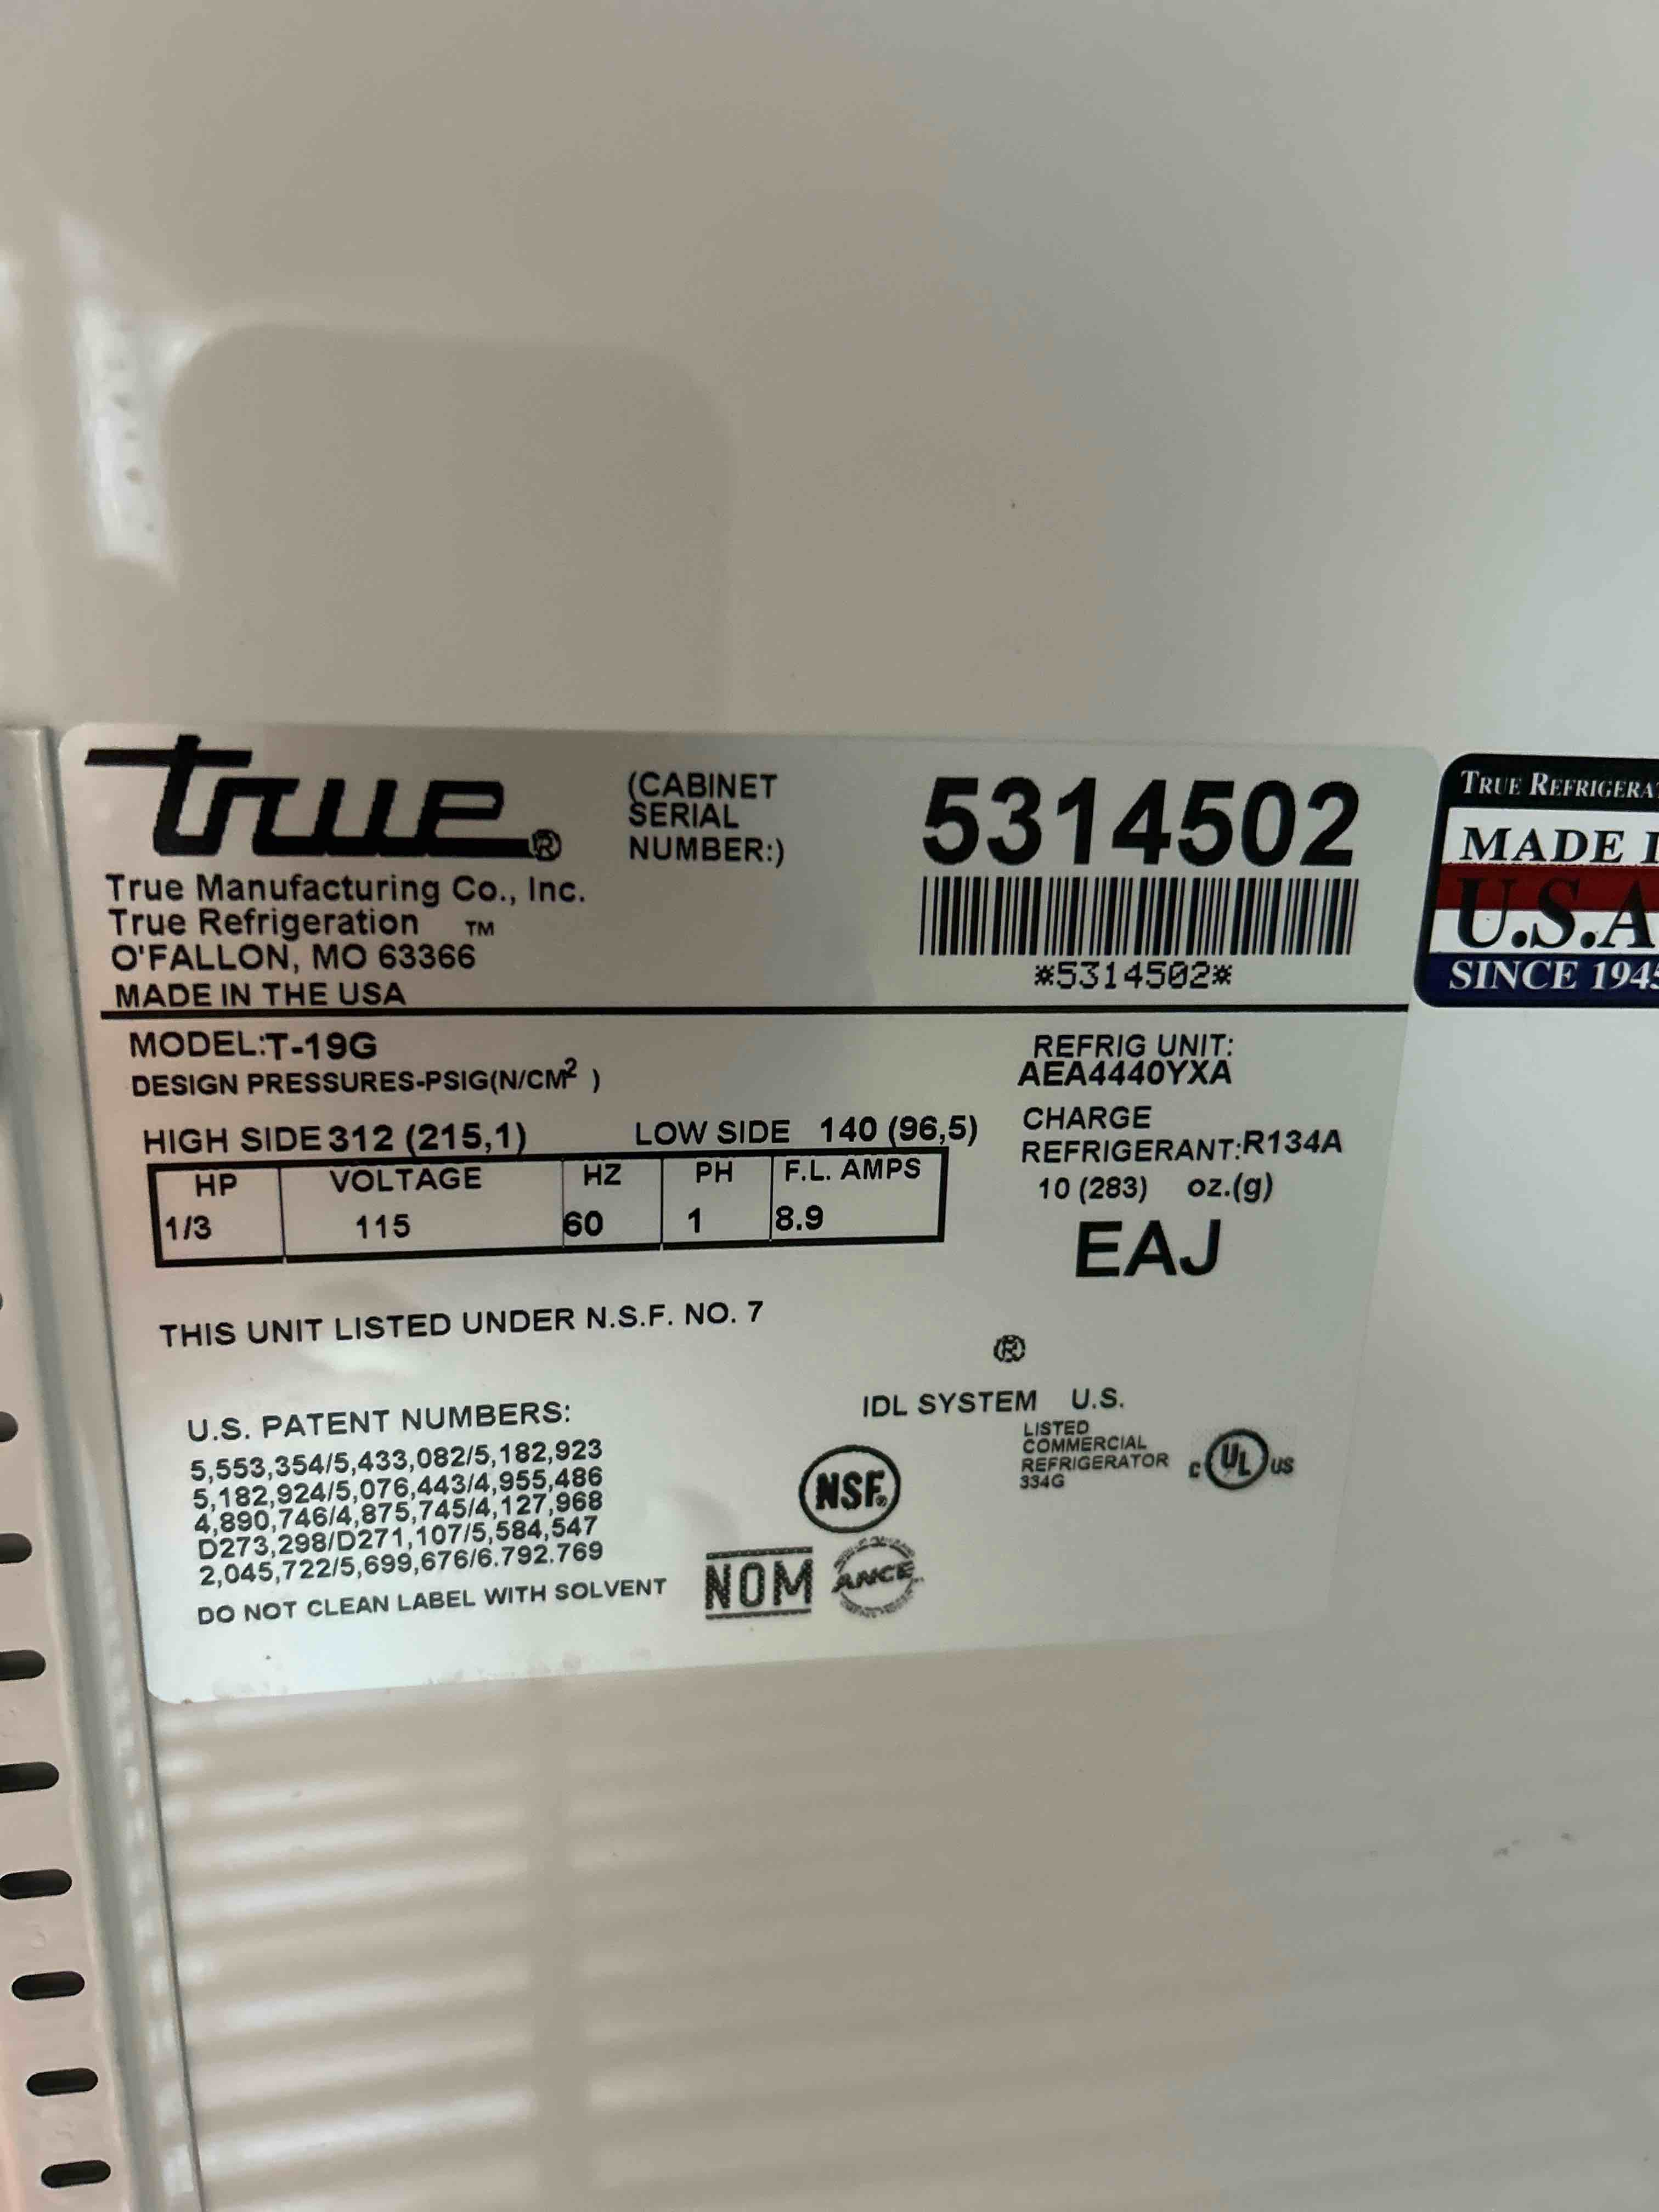 true®
True Manufacturing Co., Inc.
True Refrigeration ™
O'FALLON, MO 63366
MADE IN THE USA
(CABINET
SERIAL
NUMBER:)
5314502
*5314502*
MODEL:T-19G
DESIGN PRESSURES-PSIG(N/CM²)
HIGH SIDE 312 (215,1) LOW SIDE 140 (96,5)
HP VOLTAGE HZ PH F.L. AMPS
1/3 115 60 1 8.9
REFRIG UNIT:
AEA4440YXA
CHARGE
REFRIGERANT:R134A
10 (283) oz.(g)
EAJ
THIS UNIT LISTED UNDER N.S.F. NO. 7
U.S. PATENT NUMBERS:
5,553,354/5,433,082/5,182,923
5,182,924/5,076,443/4,955,486
4,890,746/4,875,745/4,127,968
D273,298/D271,107/5,584,547
2,045,722/5,699,676/6.792.769
DO NOT CLEAN LABEL WITH SOLVENT
®
IDL SYSTEM U.S.
LISTED
COMMERCIAL
REFRIGERATOR
334G
C UL US
NSF®
NOM ANCE
TRUE REFRIGERA
MADE I
U.S.A
SINCE 1945